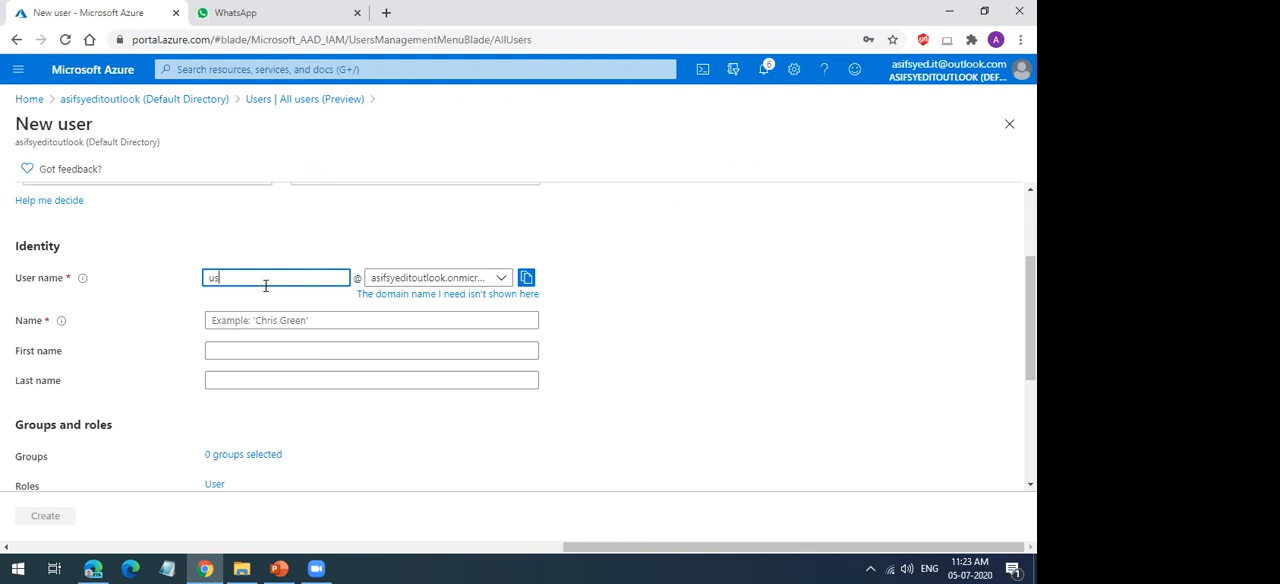 New user - Microsoft Azure
WhatsApp
portal.azure.com/#blade/Microsoft_AAD_IAM/UsersManagementMenuBlade/AllUsers
A
Microsoft Azure
Search resources, services, and docs (G+/)
6
asifsyed.it@outlook.com
ASIFSYEDITOUTLOOK (DEF...
Home > asifsyeditoutlook (Default Directory) > Users | All users (Preview) >
New user
asifsyeditoutlook (Default Directory)
Got feedback?
Help me decide
Identity
User name *
us
@
asifsyeditoutlook.onmicr...
The domain name I need isn't shown here
Name *
Example: 'Chris Green'
First name
Last name
Groups and roles
Groups
0 groups selected
Roles
User
Create
ENG
11:23 AM
05-07-2020
1